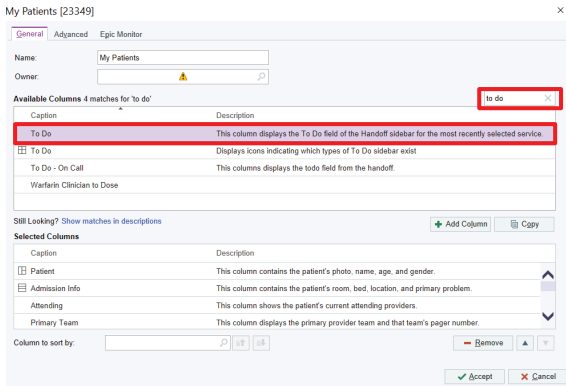 My Patients [23349]
General Advanced Epic Monitor
Name: My Patients
Owner:
Available Columns 4 matches for 'to do' to do
Caption Description
To Do This column displays the To Do field of the Handoff sidebar for the most recently selected service.
To Do Displays icons indicating which types of To Do sidebar exist
To Do - On Call This columns displays the todo field from the handoff.
Warfarin Clinician to Dose
Still Looking? Show matches in descriptions Add Column Copy
Selected Columns
Caption Description
Patient This column contains the patient's photo, name, age, and gender.
Admission Info This column contains the patient's room, bed, location, and primary problem.
Attending This column shows the patient's current attending providers.
Primary Team This column displays the primary provider team and that team's pager number.
Column to sort by: Remove
Accept Cancel